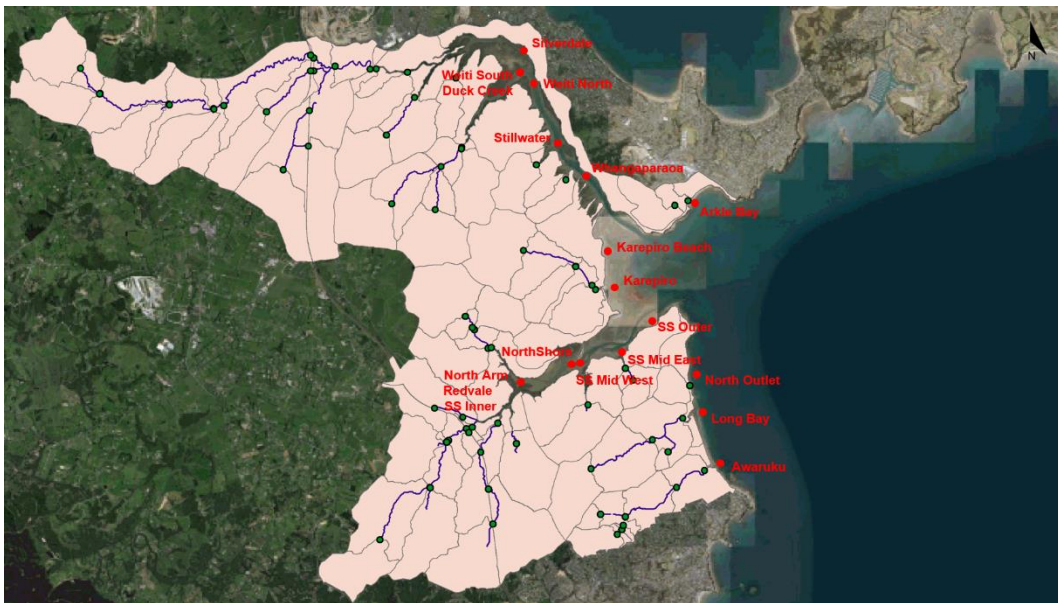 N
Silverdale
Weiti South
Duck Creek
Weiti North
Stillwater
Whangaparaoa
Arkle Bay
Karepiro Beach
Karepiro
SS Outer
NorthShore
SS Mid East
SS Mid West
North Arm
Redvale
SS Inner
North Outlet
Long Bay
Awaruku